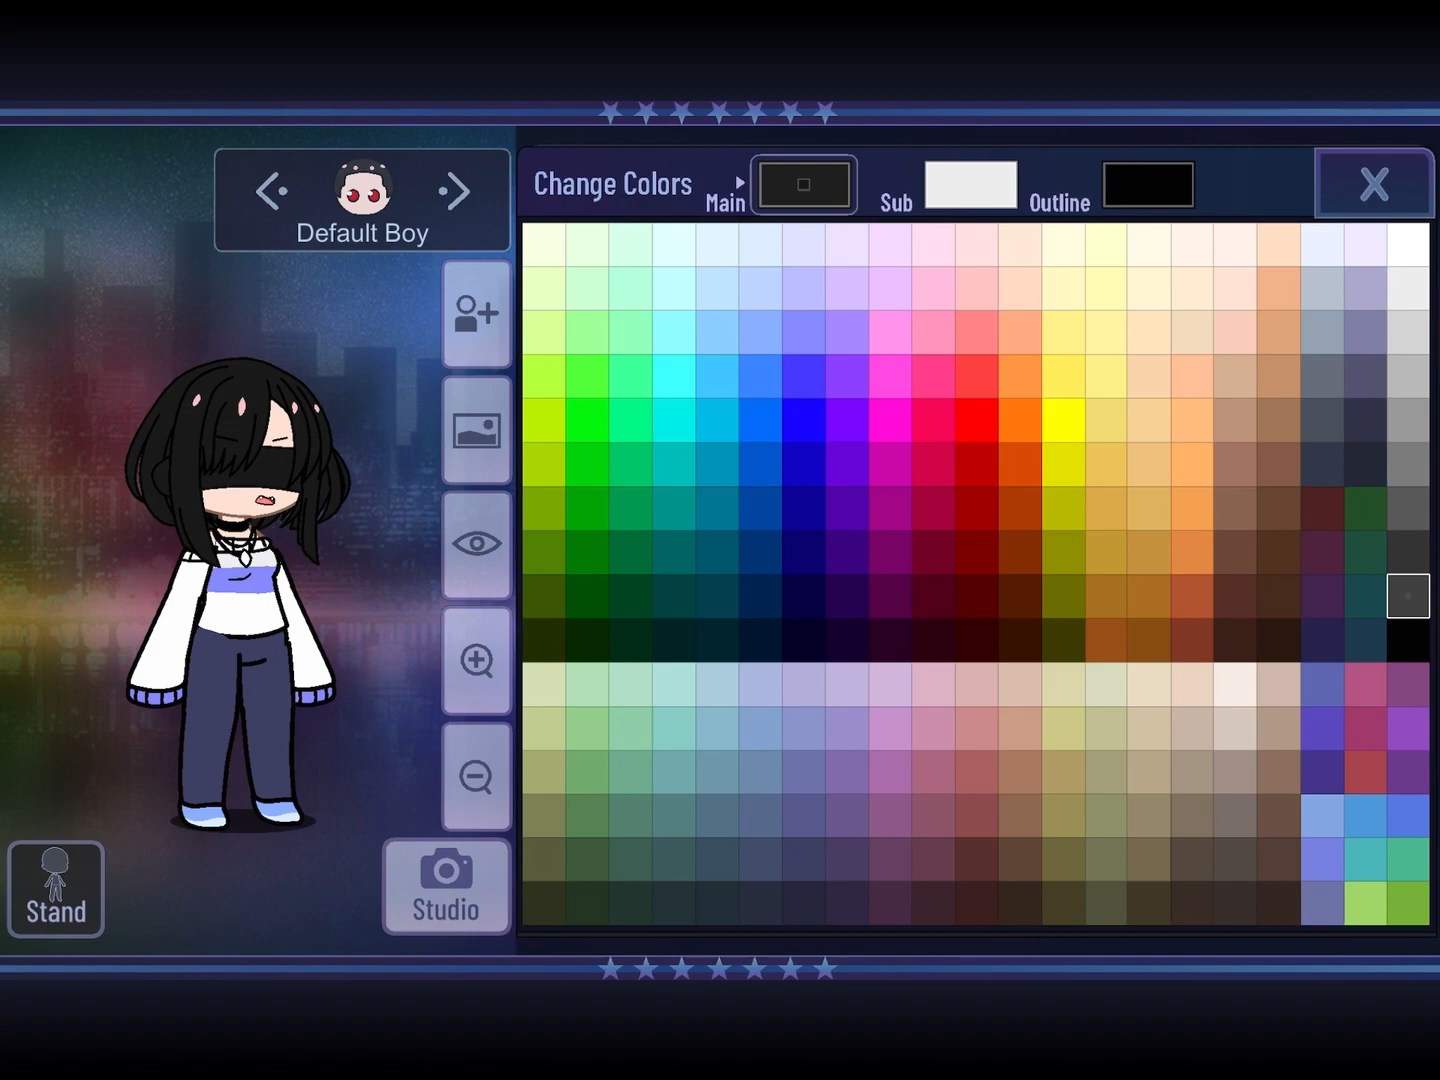 Default Boy
Change Colors
Main
Sub
Outline
X
Stand
Studio